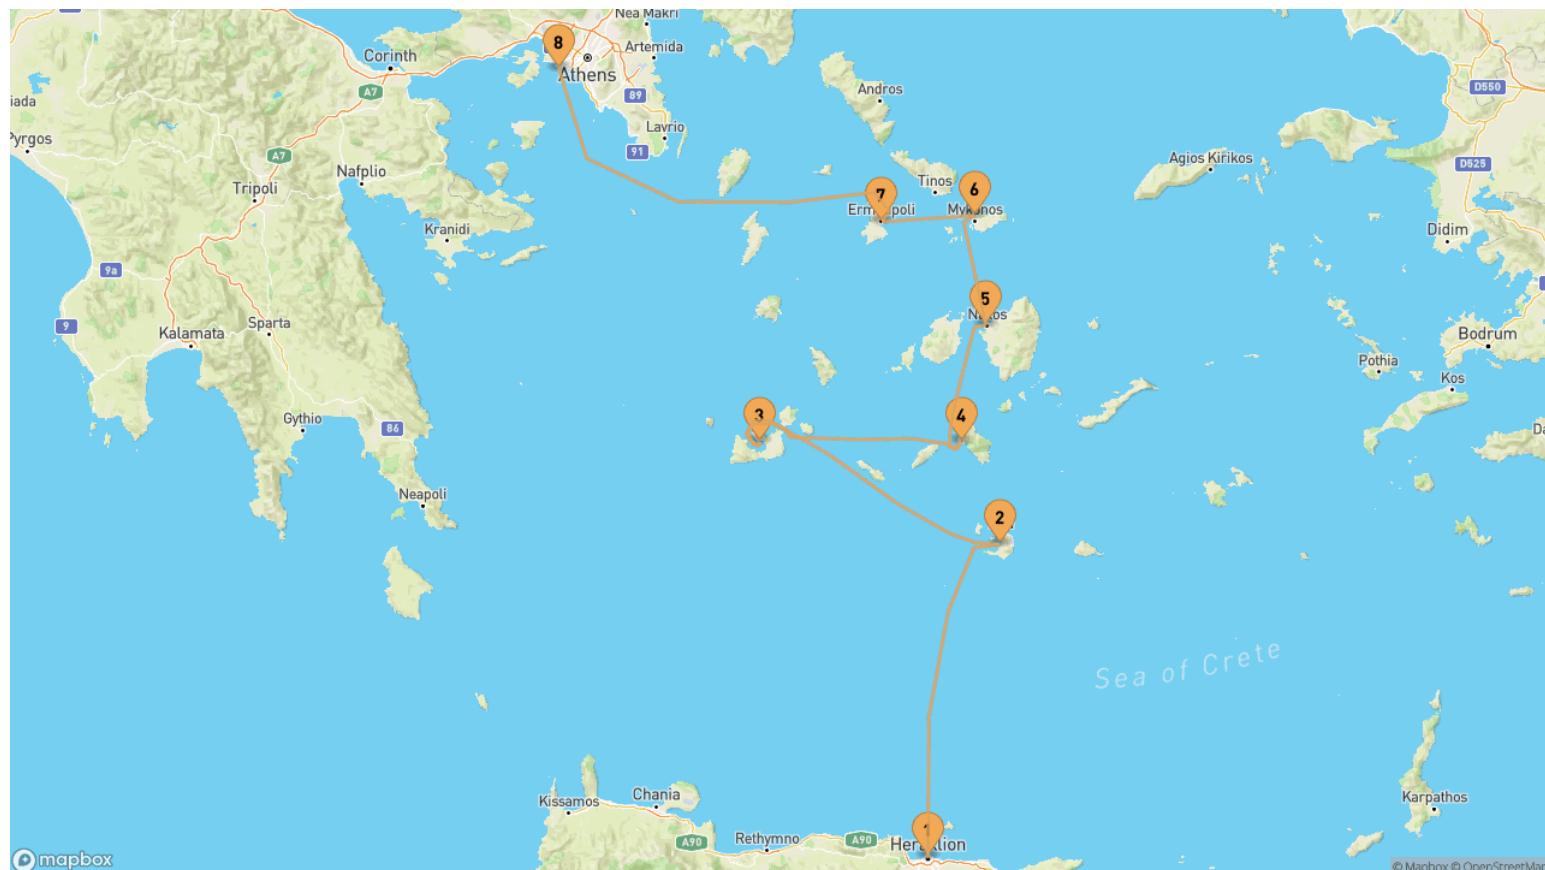 Nea Makri
8
Corinth
Artemida
Athens
A7
89
Andros
D550
Lavrio
Pyrgos
91
A7
Agios Kirikos
D525
Nafplio
Tripoli
Tinos
7
6
Mykonos
Kranidi
Didim
9a
5
9
Sparta
Kalamata
Bodrum
Pothia
Kos
3
4
Gythio
86
Neapoli
2
Sea of Crete
Chania
Kissamos
Karpathos
1
Rethymno
A90
A90
mapbox
© Mapbox © OpenStreetMap